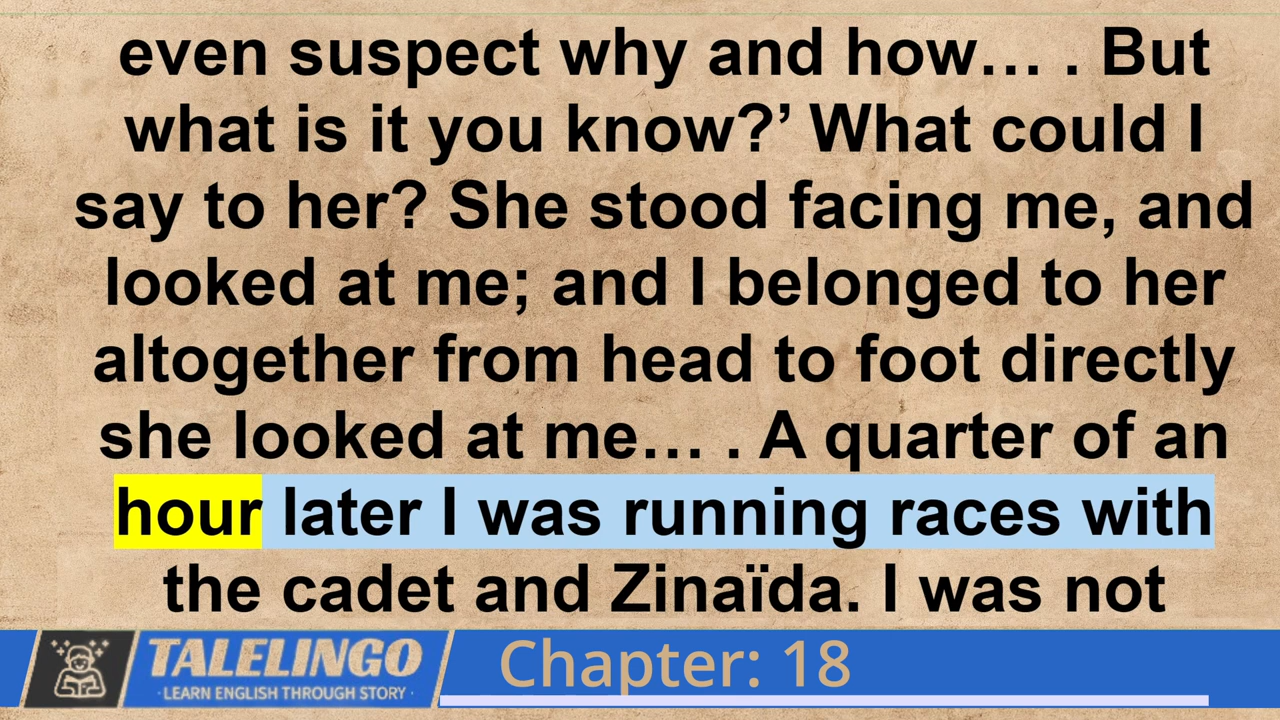 even suspect why and how… . But
what is it you know?’ What could I
say to her? She stood facing me, and
looked at me; and I belonged to her
altogether from head to foot directly
she looked at me… . A quarter of an
hour later I was running races with
the cadet and Zinaïda. I was not
TALELINGO
· LEARN ENGLISH THROUGH STORY ·
Chapter: 18